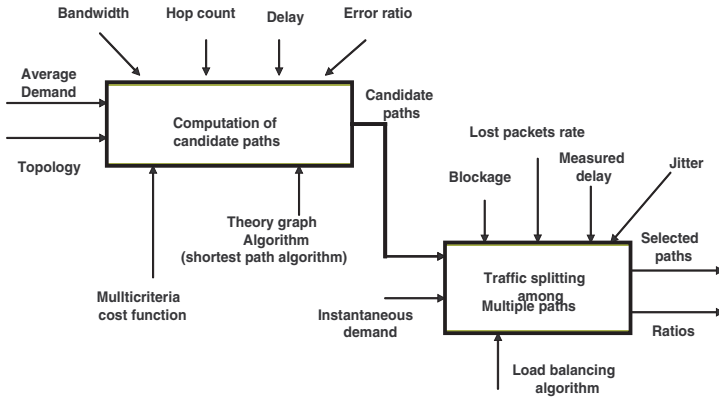 Bandwidth
Hop count
Delay
Error ratio
Average
Demand
Topology
Computation of
candidate paths
Candidate
paths
Theory graph
Algorithm
(shortest path algorithm)
Mullticriteria
cost function
Lost packets rate
Blockage
Measured
delay
Jitter
Traffic splitting
among
Multiple paths
Selected
paths
Ratios
Instantaneous
demand
Load balancing
algorithm